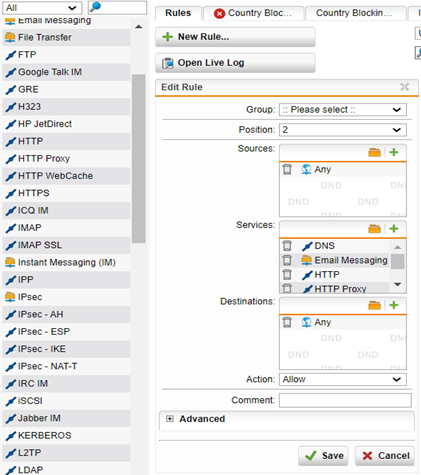 All
Email Messaging
File Transfer
FTP
Google Talk IM
GRE
H323
HP JetDirect
HTTP
HTTP Proxy
HTTP WebCache
HTTPS
ICQ IM
IMAP
IMAP SSL
Instant Messaging (IM)
IPP
IPsec
IPsec - AH
IPsec - ESP
IPsec - IKE
IPsec - NAT-T
IRC IM
iSCSI
Jabber IM
KERBEROS
L2TP
LDAP
Rules
Country Bloc...
Country Blockin...
New Rule...
Open Live Log
Edit Rule
Group: :: Please select ::
Position: 2
Sources:
Any
DND DND
DND DND DND
Services:
DNS
Email Messaging
HTTP
HTTP Proxy
Destinations:
Any
DND DND
DND DND DND
Action: Allow
Comment:
Advanced
Save
Cancel